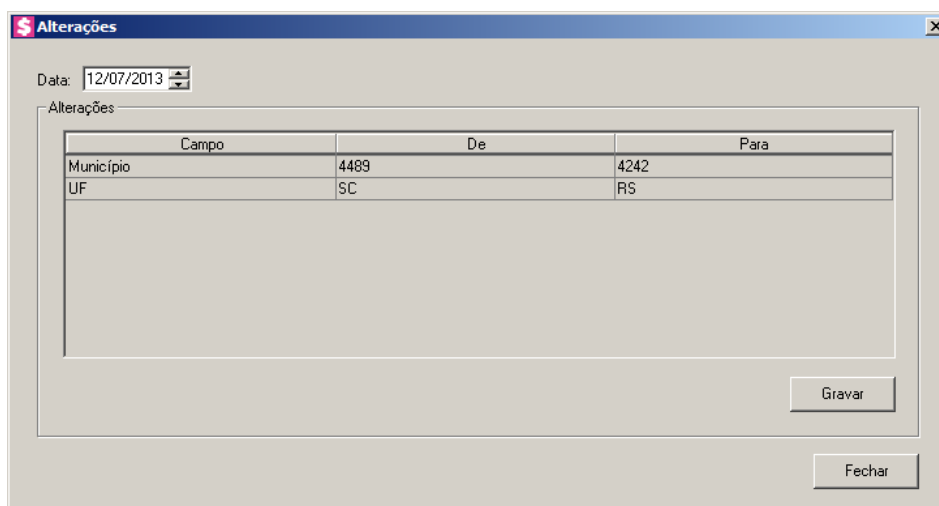 $ Alterações
Data: 12/07/2013
Alterações
Campo De Para
Município 4489 4242
UF SC RS
Gravar
Fechar